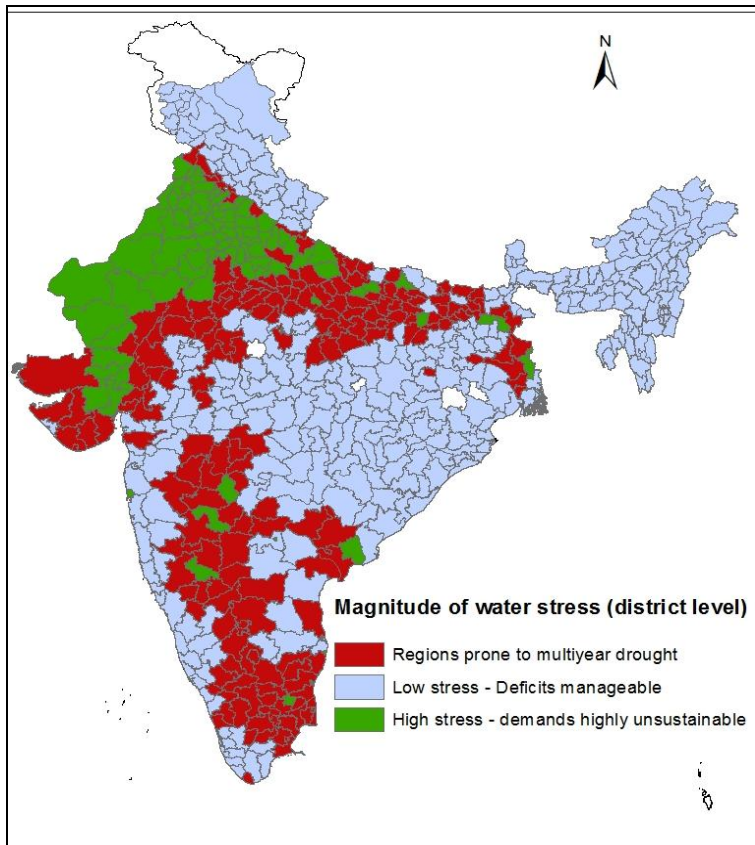 N
Magnitude of water stress (district level)
Regions prone to multiyear drought
Low stress - Deficits manageable
High stress - demands highly unsustainable